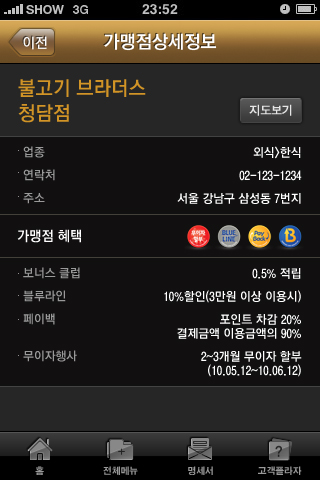 SHOW 3G 23:52
이전 가맹점상세정보
불고기 브라더스
청담점
지도보기
· 업종 외식>한식
· 연락처 02-123-1234
· 주소 서울 강남구 삼성동 7번지
가맹점 혜택 무이자 할부 BLUE LINE Pay Back B
· 보너스 클럽 0.5% 적립
· 블루라인 10%할인(3만원 이상 이용시)
· 페이백 포인트 차감 20%
결제금액 이용금액의 90%
· 무이자행사 2~3개월 무이자 할부
(10.05.12~10.06.12)
홈 전체메뉴 명세서 고객플라자